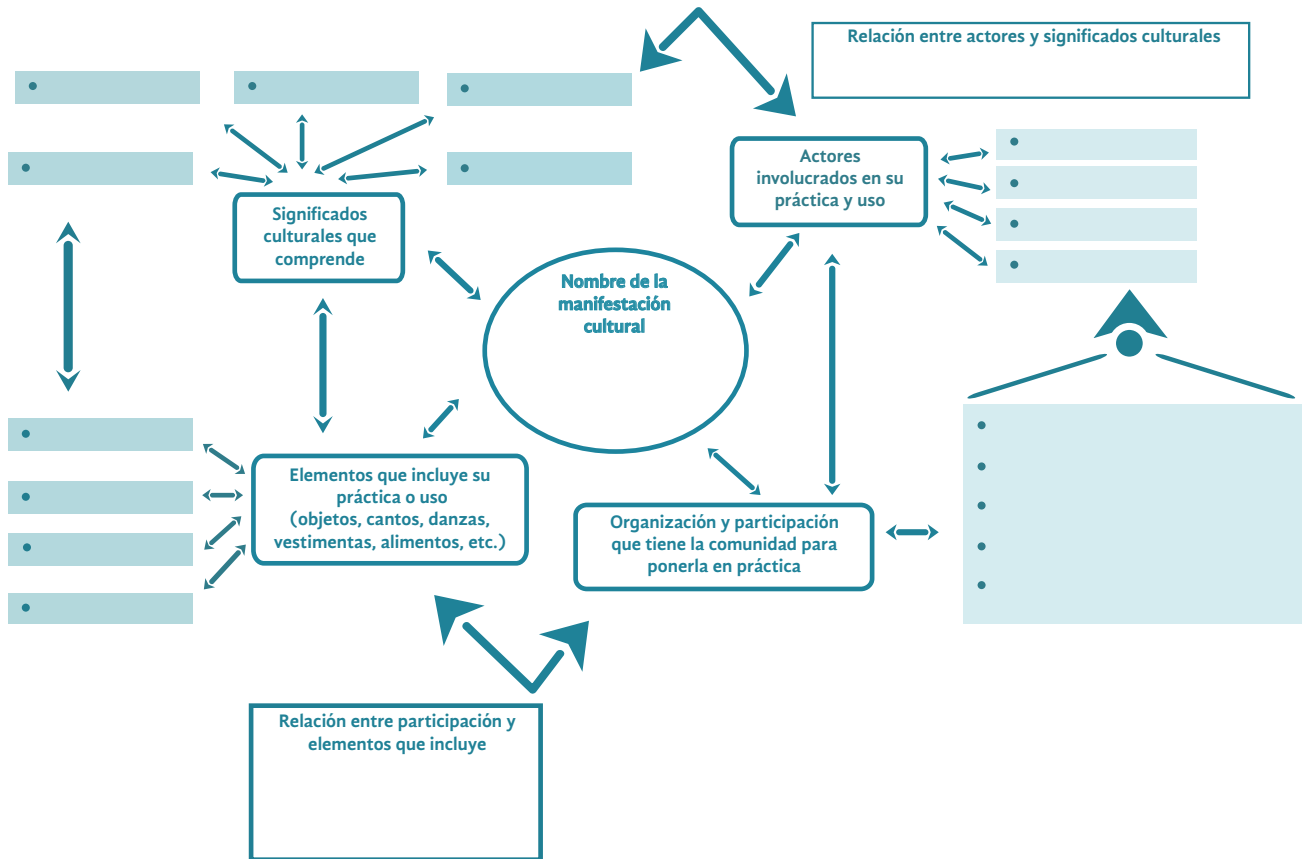 Relación entre actores y significados culturales
Actores
involucrados en su
práctica y uso
Significados
culturales que
comprende
Nombre de la
manifestación
cultural
Elementos que incluye su
práctica o uso
(objetos, cantos, danzas,
vestimentas, alimentos, etc.)
Organización y participación
que tiene la comunidad para
ponerla en práctica
Relación entre participación y
elementos que incluye